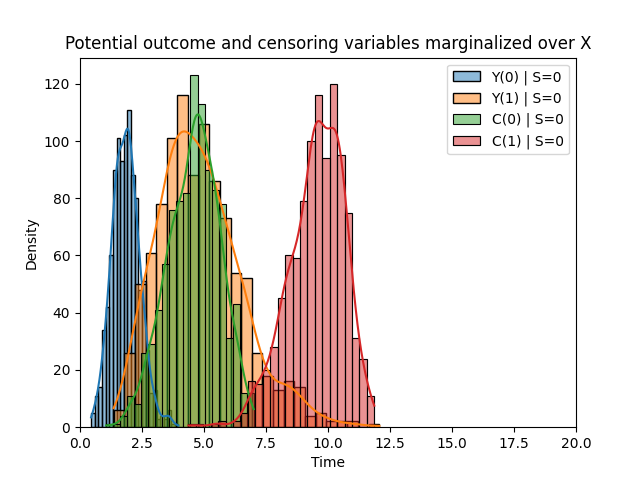 Potential outcome and censoring variables marginalized over X
Y(0) | S=0
Y(1) | S=0
C(0) | S=0
C(1) | S=0
Density
120
100
80
60
40
20
0
0.0 2.5 5.0 7.5 10.0 12.5 15.0 17.5 20.0
Time